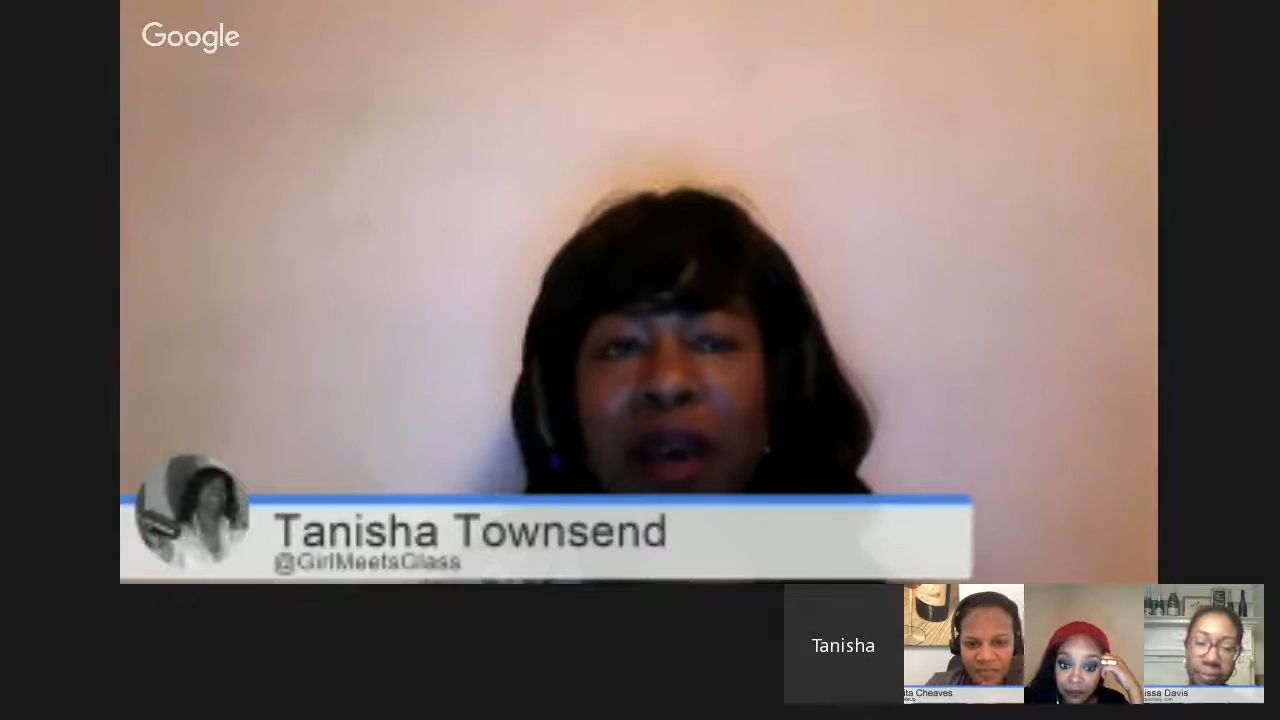 Google
Tanisha Townsend
@GirlMeetsGlass
Tanisha
ita Cheaves
issa Davis